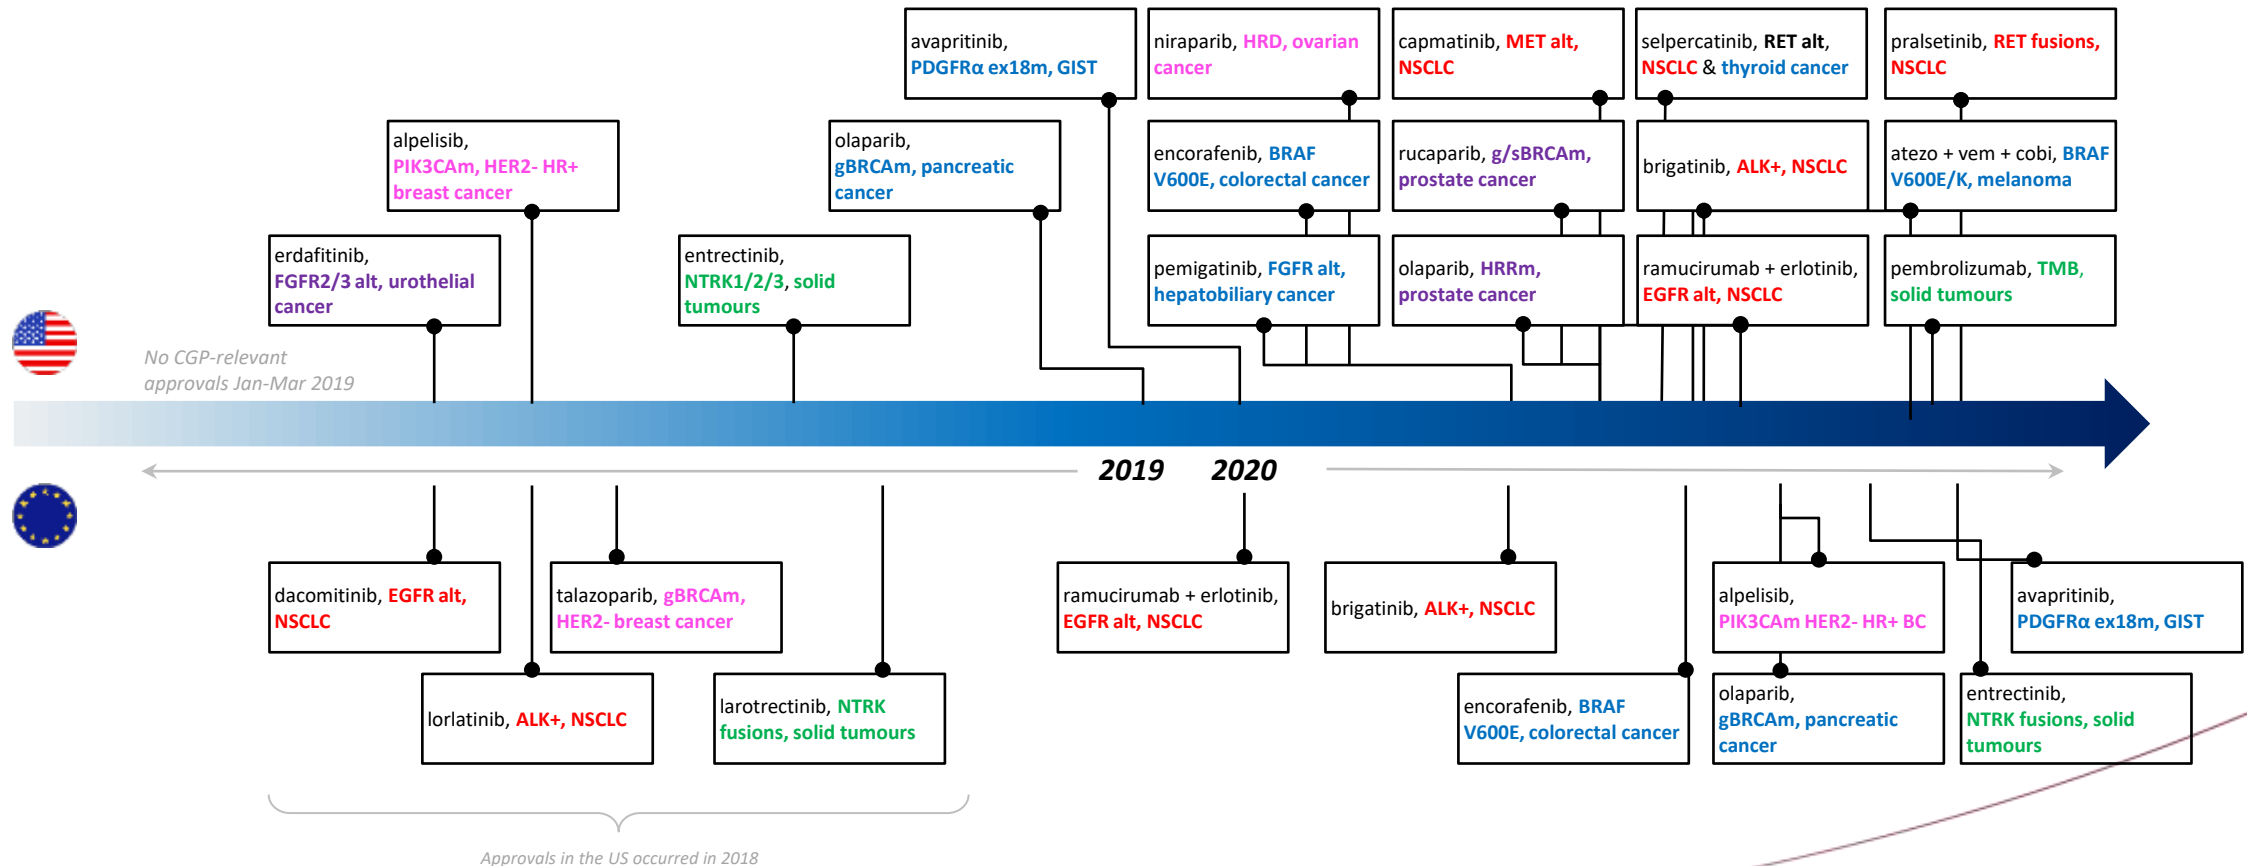 avapritinib,
PDGFRα ex18m, GIST
niraparib, HRD, ovarian
cancer
capmatinib, MET alt,
NSCLC
selpercatinib, RET alt,
NSCLC & thyroid cancer
pralsetinib, RET fusions,
NSCLC
alpelisib,
PIK3CAm, HER2- HR+
breast cancer
olaparib,
gBRCAm, pancreatic
cancer
encorafenib, BRAF
V600E, colorectal cancer
rucaparib, g/sBRCAm,
prostate cancer
brigatinib, ALK+, NSCLC
atezo + vem + cobi, BRAF
V600E/K, melanoma
erdafitinib,
FGFR2/3 alt, urothelial
cancer
entrectinib,
NTRK1/2/3, solid
tumours
pemigatinib, FGFR alt,
hepatobiliary cancer
olaparib, HRRm,
prostate cancer
ramucirumab + erlotinib,
EGFR alt, NSCLC
pembrolizumab, TMB,
solid tumours
No CGP-relevant
approvals Jan-Mar 2019
2019
2020
dacomitinib, EGFR alt,
NSCLC
talazoparib, gBRCAm,
HER2- breast cancer
ramucirumab + erlotinib,
EGFR alt, NSCLC
brigatinib, ALK+, NSCLC
alpelisib,
PIK3CAm HER2- HR+ BC
avapritinib,
PDGFRα ex18m, GIST
lorlatinib, ALK+, NSCLC
larotrectinib, NTRK
fusions, solid tumours
encorafenib, BRAF
V600E, colorectal cancer
olaparib,
gBRCAm, pancreatic
cancer
entrectinib,
NTRK fusions, solid
tumours
Approvals in the US occurred in 2018